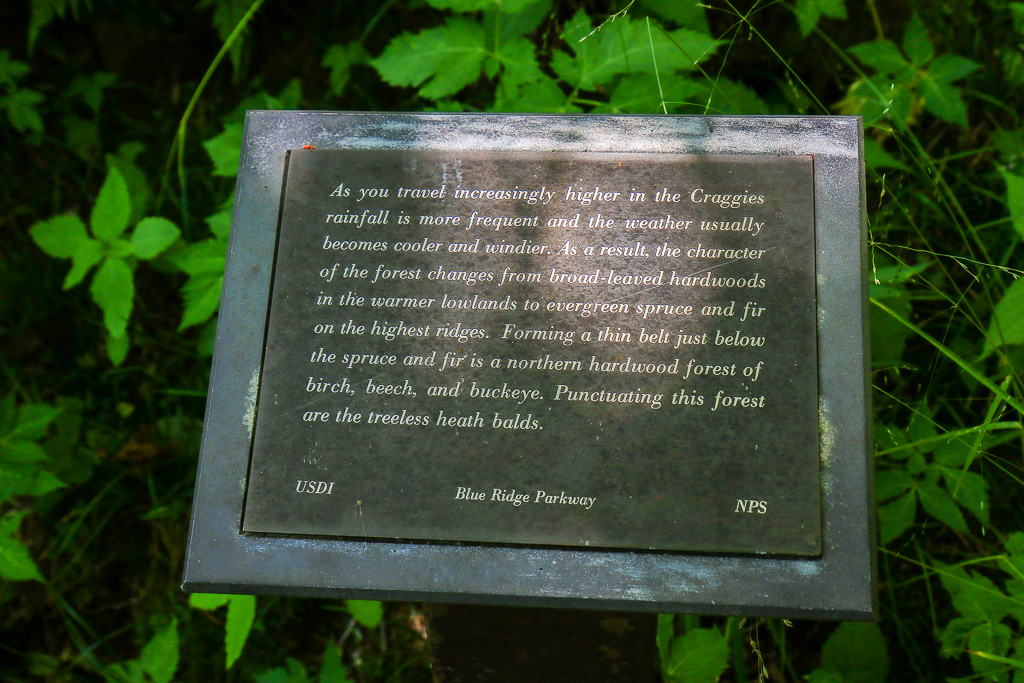 As you travel increasingly higher in the Craggies
rainfall is more frequent and the weather usually
becomes cooler and windier. As a result, the character
of the forest changes from broad-leaved hardwoods
in the warmer lowlands to evergreen spruce and fir
on the highest ridges. Forming a thin belt just below
the spruce and fir is a northern hardwood forest of
birch, beech, and buckeye. Punctuating this forest
are the treeless heath balds.
USDI Blue Ridge Parkway NPS